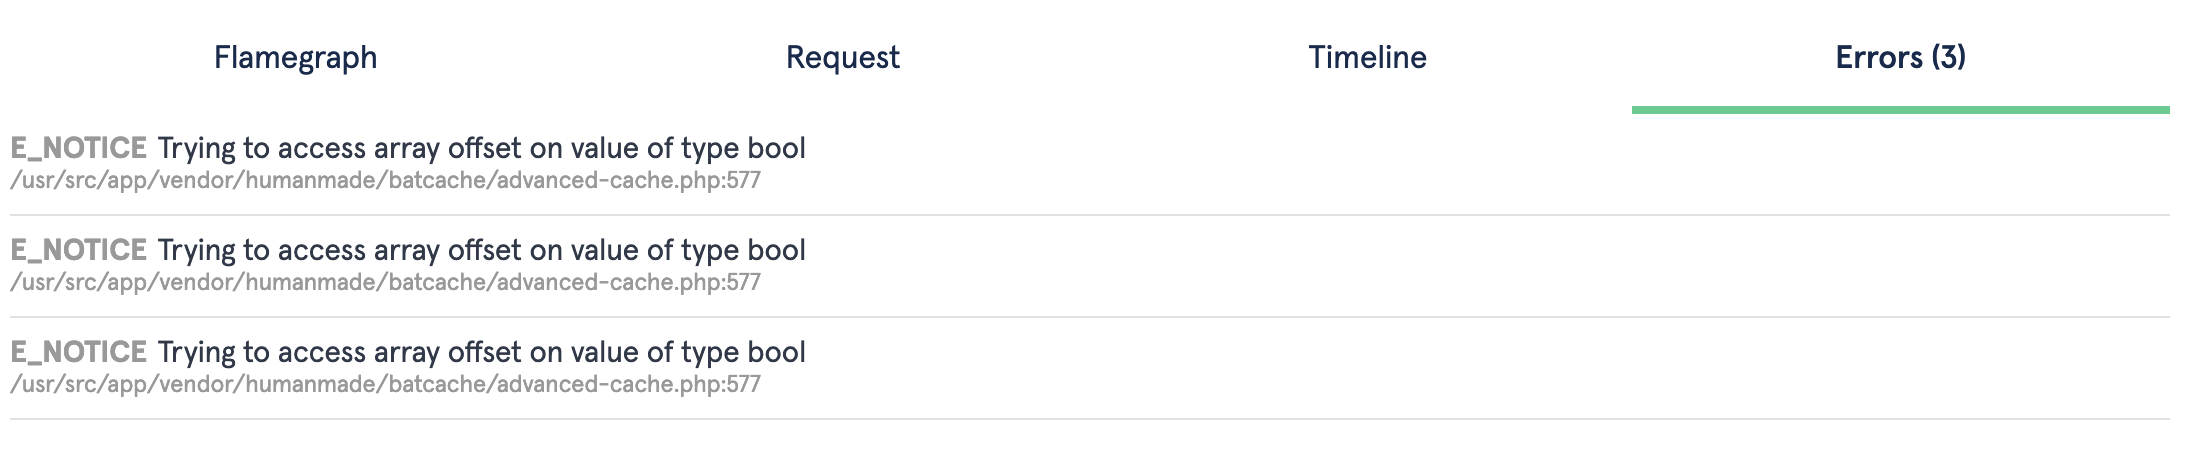 Flamegraph Request Timeline Errors (3)
E_NOTICE Trying to access array offset on value of type bool
/usr/src/app/vendor/humanmade/batcache/advanced-cache.php:577
E_NOTICE Trying to access array offset on value of type bool
/usr/src/app/vendor/humanmade/batcache/advanced-cache.php:577
E_NOTICE Trying to access array offset on value of type bool
/usr/src/app/vendor/humanmade/batcache/advanced-cache.php:577